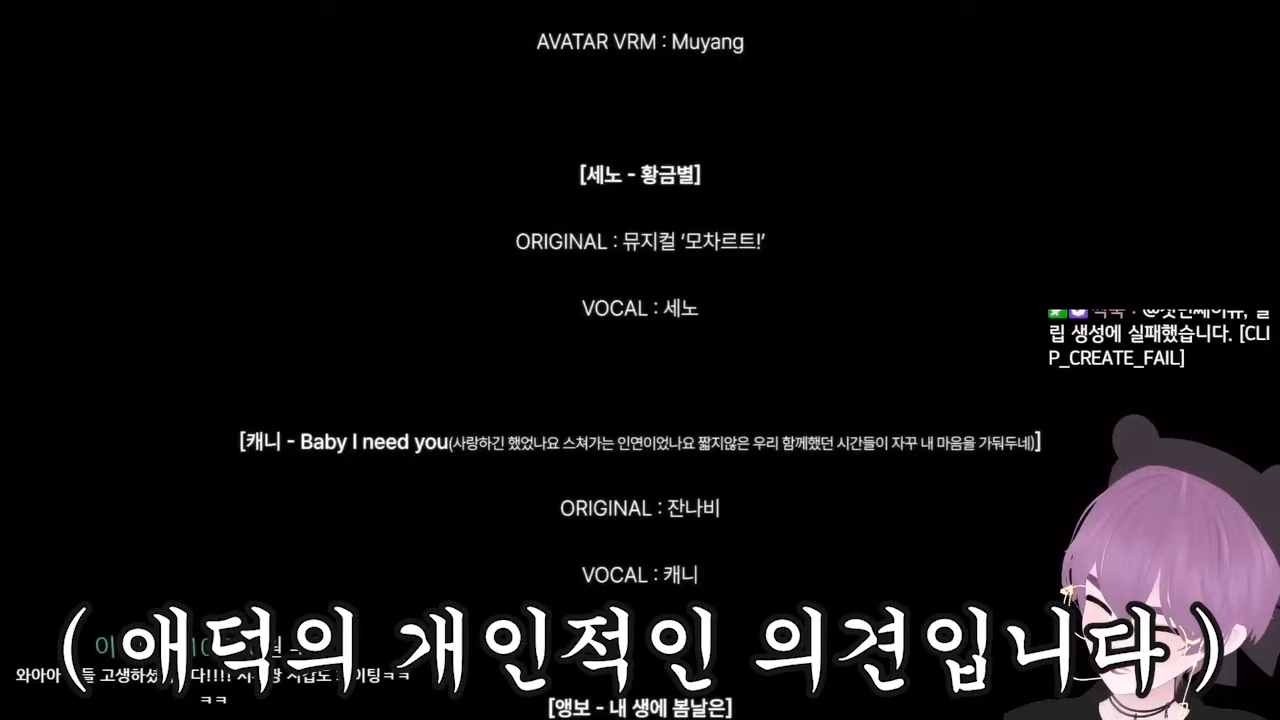 AVATAR VRM : Muyang
[세노 - 황금별]
ORIGINAL : 뮤지컬 ‘모차르트!’
VOCAL : 세노
립 생성에 실패했습니다. [CLI
P_CREATE_FAIL]
[캐니 - Baby I need you(사랑하긴 했었나요 스쳐가는 인연이었나요 짧지않은 우리 함께했던 시간들이 자꾸 내 마음을 가둬두네)]
ORIGINAL : 잔나비
VOCAL : 캐니
(애덕의 개인적인 의견입니다)
와아아
ㅋㅋ
[앵보 - 내 생에 봄날은]